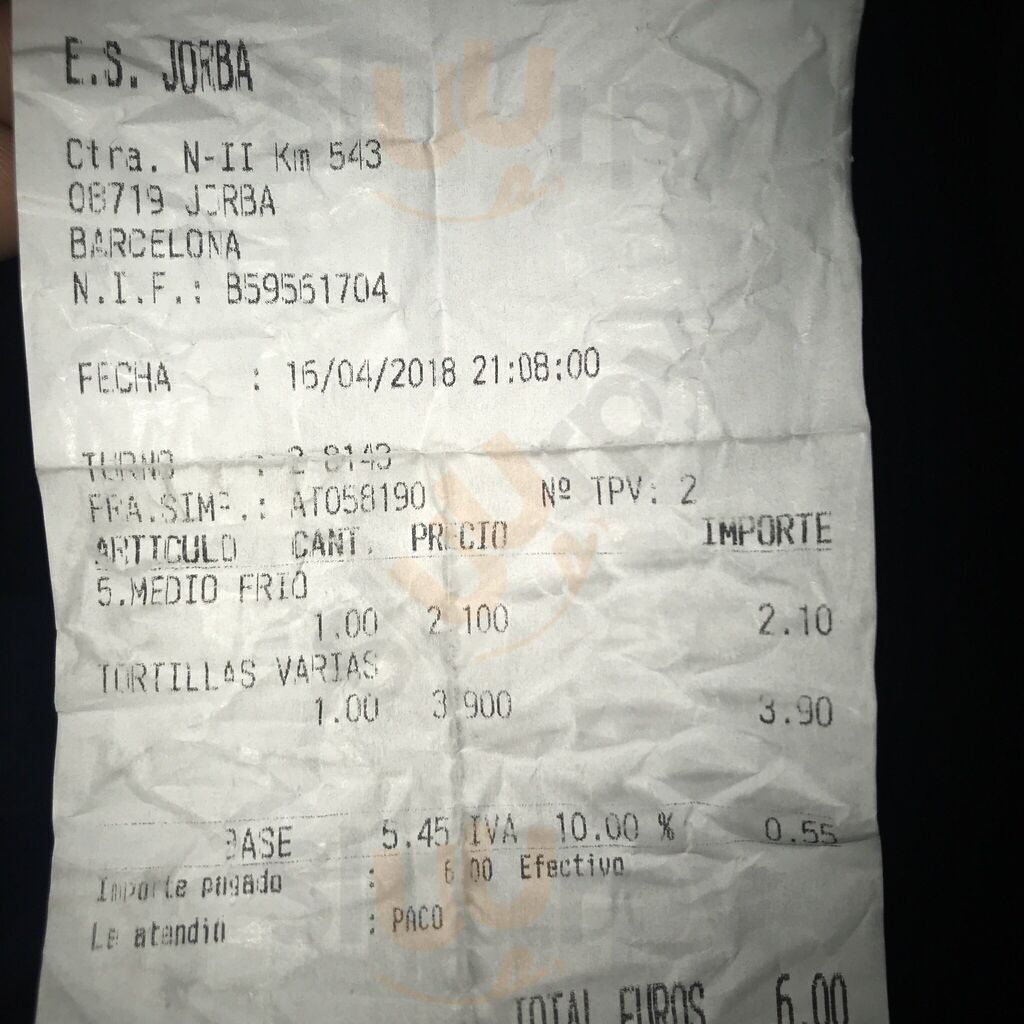 E.S. JORBA
Ctra. N-II Km 543
08719 JORBA
BARCELONA
N.I.F.: B59561704
FECHA : 16/04/2018 21:08:00
TURNO : 2 8143
FRA.SIMP.: AT058190 Nº TPV: 2
ARTICULO CANT. PRECIO IMPORTE
5.MEDIO FRIO
1.00 2.100 2.10
TORTILLAS VARIAS
1.00 3.900 3.90
BASE 5.45 IVA 10.00 % 0.55
Importe pagado : 6.00 Efectivo
Le atendio : PACO
TOTAL EUROS 6.00